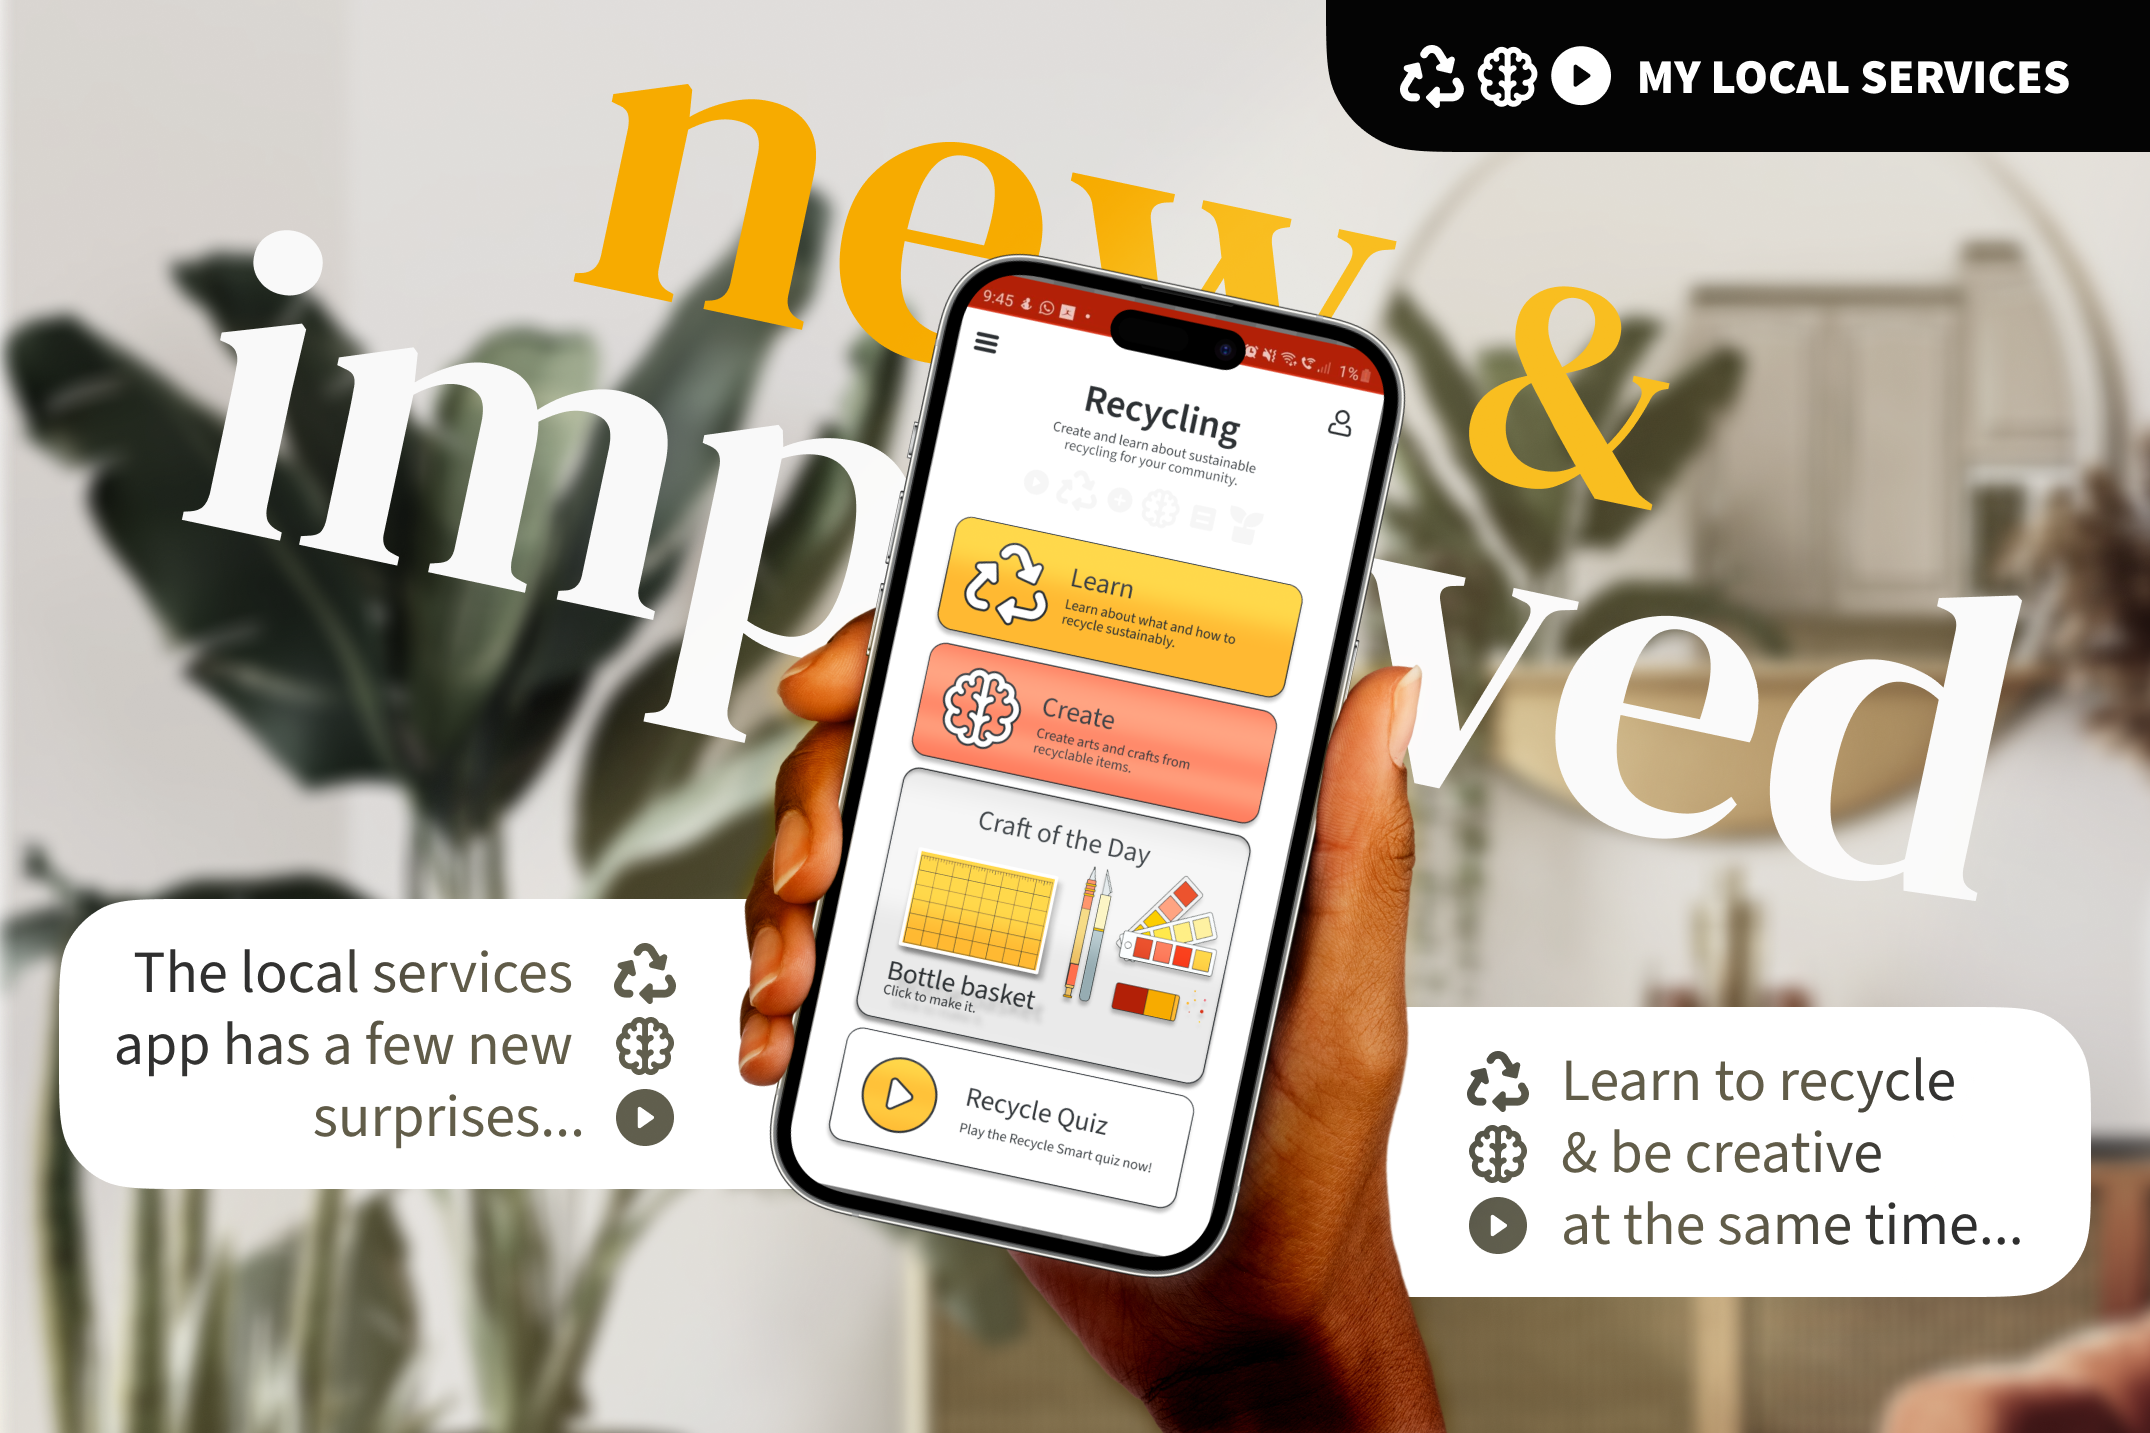 MY LOCAL SERVICES
new &
imp ved
9:45
1%
Recycling
Create and learn about sustainable
recycling for your community.
Learn
Learn about what and how to
recycle sustainably.
Create
Create arts and crafts from
recyclable items.
Craft of the Day
Bottle basket
Click to make it.
Recycle Quiz
Play the Recycle Smart quiz now!
The local services
app has a few new
surprises...
Learn to recycle
& be creative
at the same time...